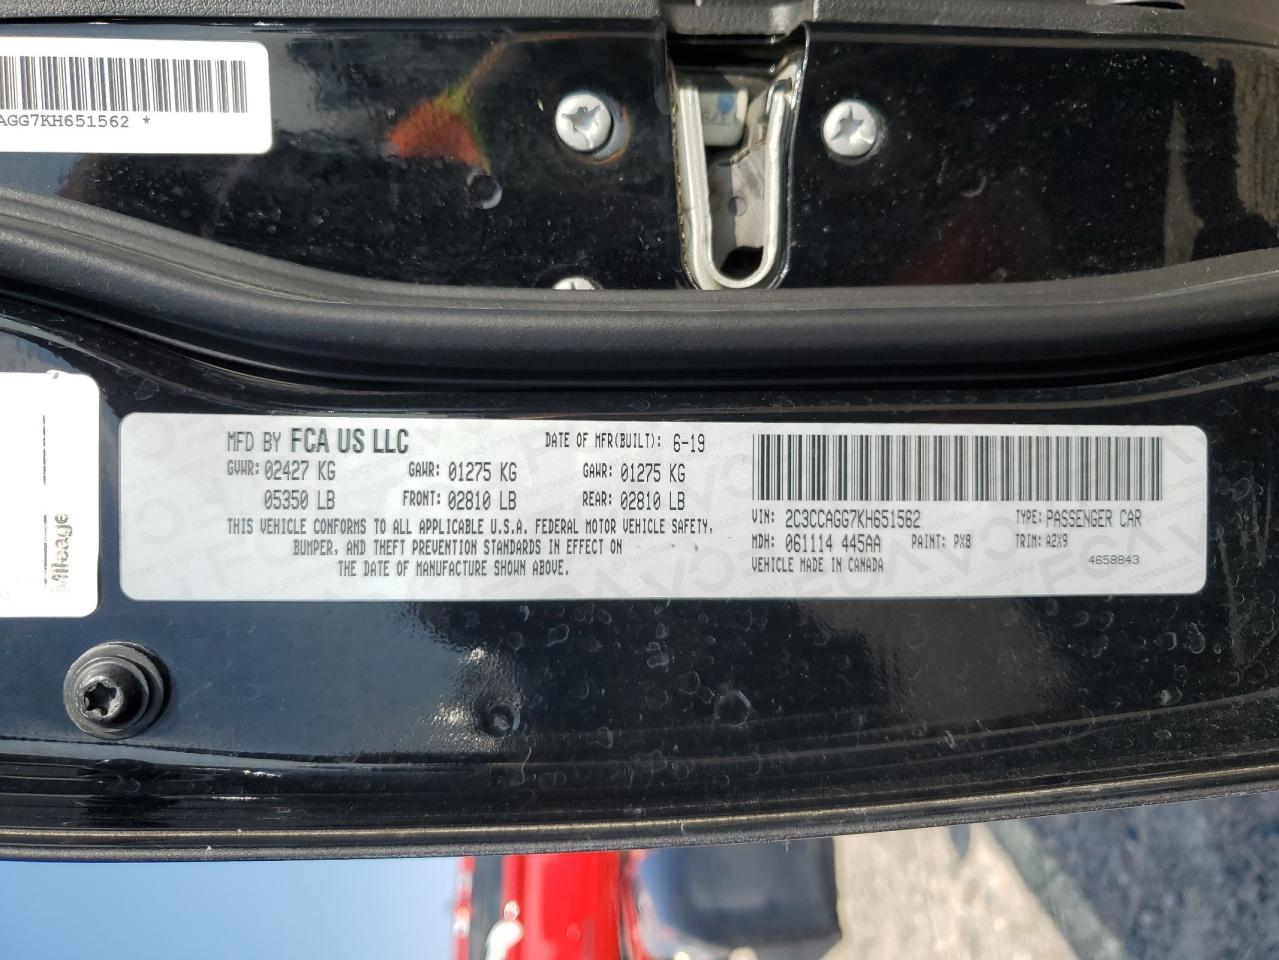 AGG7KH651562 *
Mileage
MFD BY FCA US LLC
DATE OF MFR(BUILT): 6-19
GVWR: 02427 KG GAWR: 01275 KG GAWR: 01275 KG
05350 LB FRONT: 02810 LB REAR: 02810 LB
THIS VEHICLE CONFORMS TO ALL APPLICABLE U.S.A. FEDERAL MOTOR VEHICLE SAFETY,
BUMPER, AND THEFT PREVENTION STANDARDS IN EFFECT ON
THE DATE OF MANUFACTURE SHOWN ABOVE.
VIN: 2C3CCAGG7KH651562 TYPE: PASSENGER CAR
MDH: 061114 445AA PAINT: PX8 TRIM: A2X9
VEHICLE MADE IN CANADA 4658843